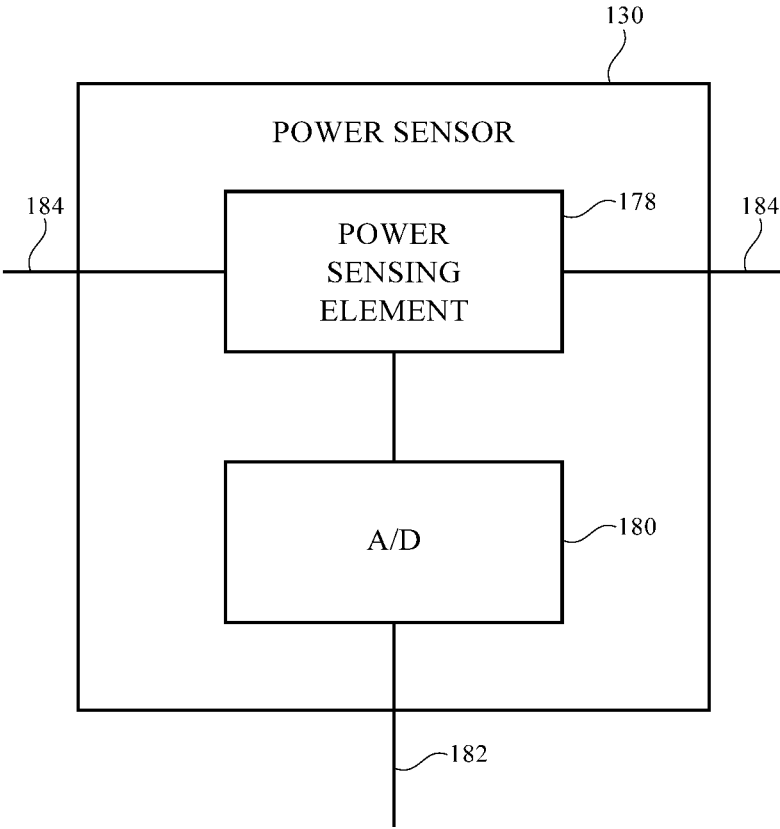 130
POWER SENSOR
184
178
184
POWER
SENSING
ELEMENT
A/D
180
182